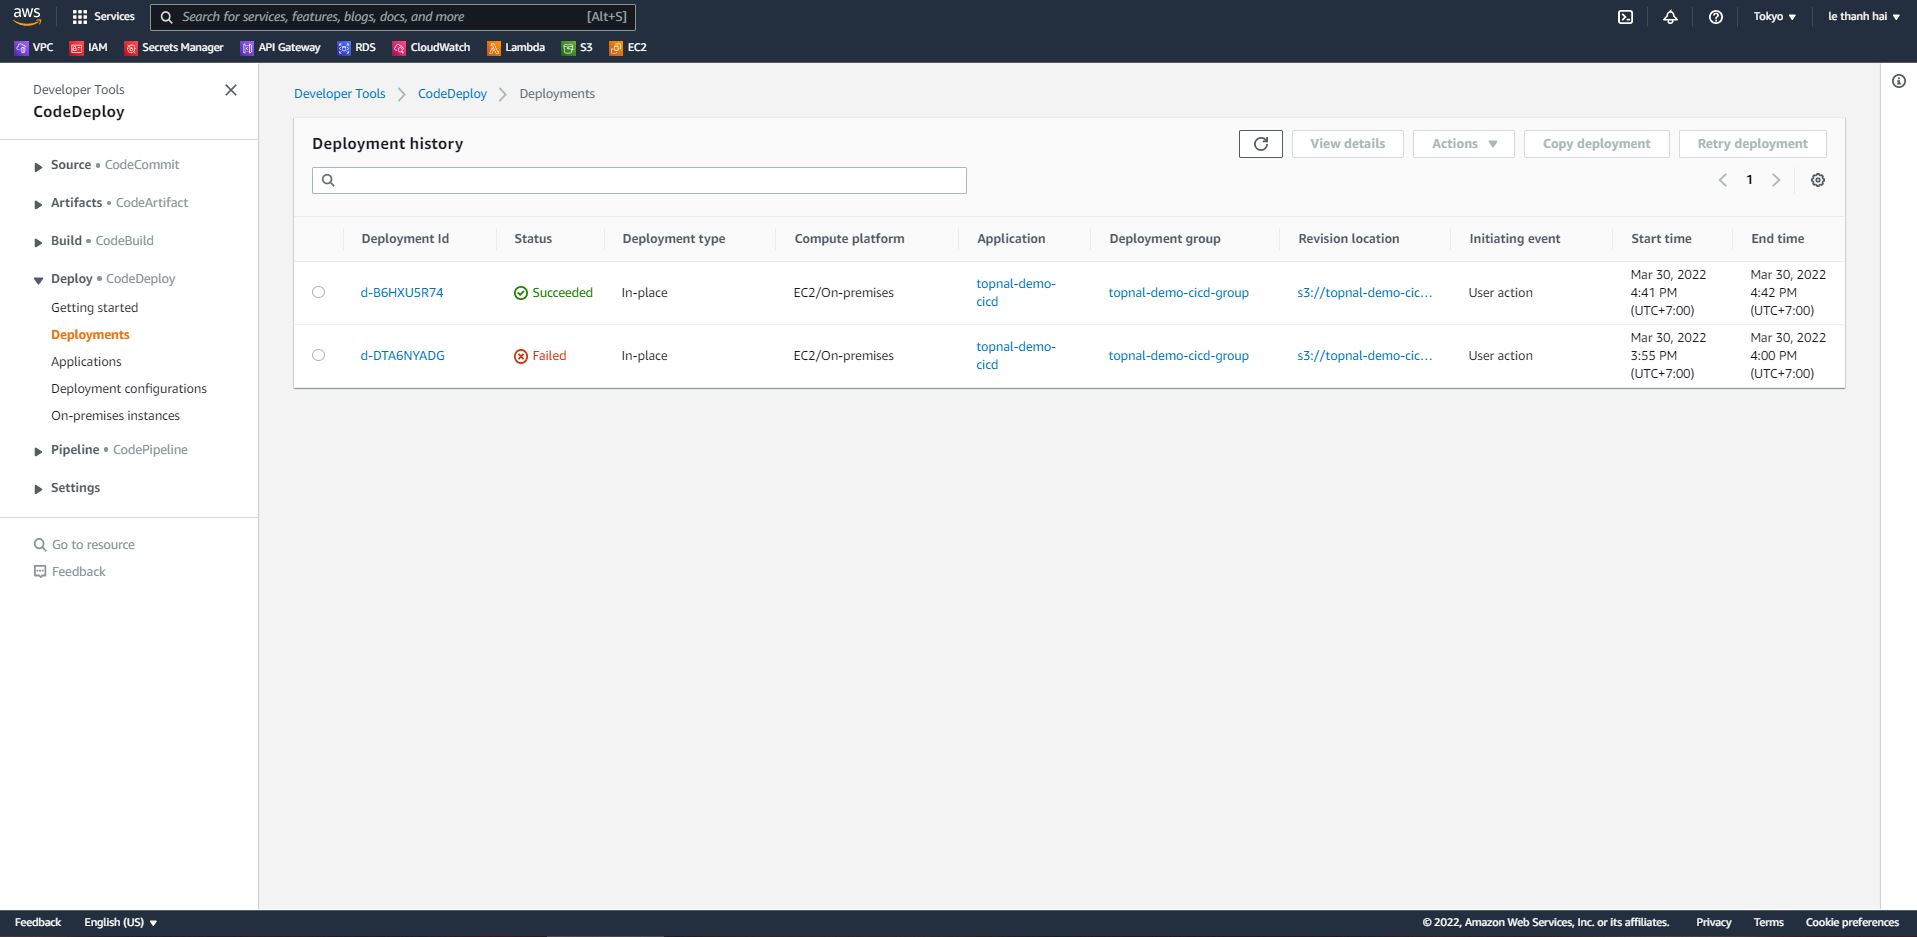 aws
Services
Search for services, features, blogs, docs, and more
[Alt+S]
Tokyo
le thanh hai
VPC
IAM
Secrets Manager
API Gateway
RDS
CloudWatch
Lambda
S3
EC2
Developer Tools
CodeDeploy
Source • CodeCommit
Artifacts • CodeArtifact
Build • CodeBuild
Deploy • CodeDeploy
Getting started
Deployments
Applications
Deployment configurations
On-premises instances
Pipeline • CodePipeline
Settings
Go to resource
Feedback
Developer Tools
CodeDeploy
Deployments
Deployment history
View details
Actions
Copy deployment
Retry deployment
1
Deployment Id
Status
Deployment type
Compute platform
Application
Deployment group
Revision location
Initiating event
Start time
End time
d-B6HXU5R74
Succeeded
In-place
EC2/On-premises
topnal-demo-
cicd
topnal-demo-cicd-group
s3://topnal-demo-cic...
User action
Mar 30, 2022
4:41 PM
(UTC+7:00)
Mar 30, 2022
4:42 PM
(UTC+7:00)
d-DTA6NYADG
Failed
In-place
EC2/On-premises
topnal-demo-
cicd
topnal-demo-cicd-group
s3://topnal-demo-cic...
User action
Mar 30, 2022
3:55 PM
(UTC+7:00)
Mar 30, 2022
4:00 PM
(UTC+7:00)
Feedback
English (US)
© 2022, Amazon Web Services, Inc. or its affiliates.
Privacy
Terms
Cookie preferences